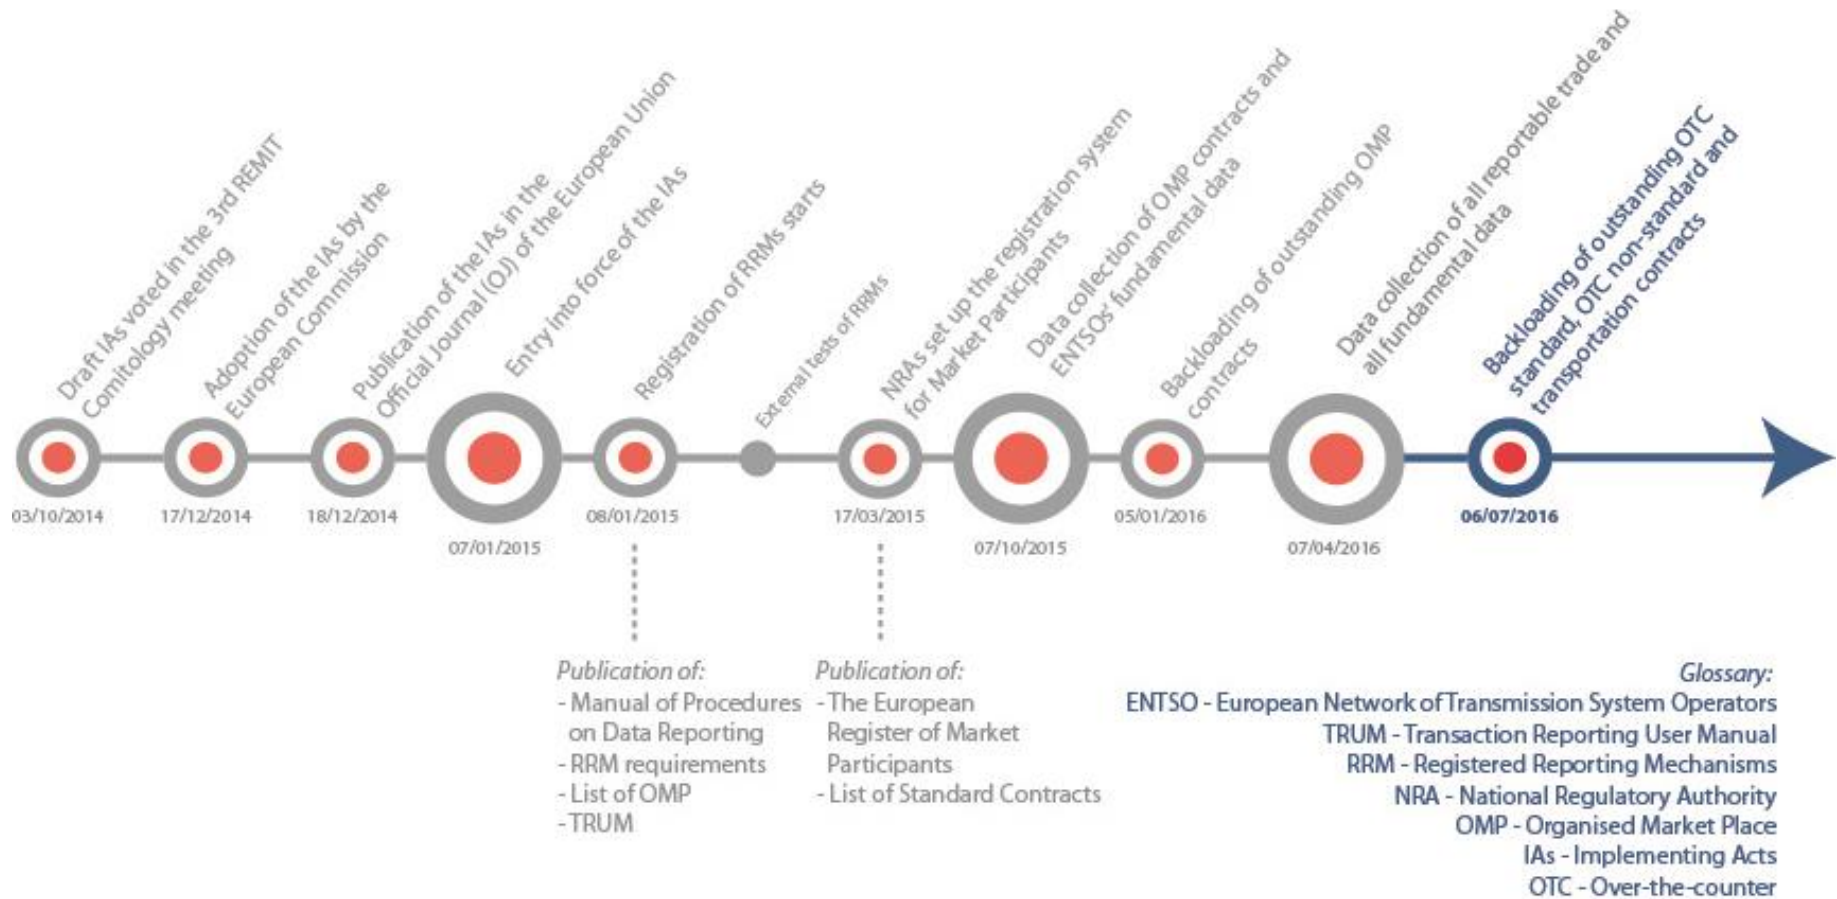 Draft IAs voted in the 3rd REMIT
Comitology meeting
Adoption of the IAs by the
European Commission
Publication of the IAs in the
Official Journal (OJ) of the European Union
Entry into force of the IAs
Registration of RRMs starts
External tests of RRMs
NRAs set up the registration system
for Market Participants
Data collection of OMP contracts and
ENTSOs' fundamental data
Backloading of outstanding OMP
contracts
Data collection of all reportable trade and
all fundamental data
Backloading of outstanding OTC
standard, OTC non-standard and
transportation contracts
03/10/2014
17/12/2014
18/12/2014
07/01/2015
08/01/2015
17/03/2015
07/10/2015
05/01/2016
07/04/2016
06/07/2016
Publication of:
- Manual of Procedures
on Data Reporting
- RRM requirements
- List of OMP
- TRUM
Publication of:
- The European
Register of Market
Participants
- List of Standard Contracts
Glossary:
ENTSO - European Network of Transmission System Operators
TRUM - Transaction Reporting User Manual
RRM - Registered Reporting Mechanisms
NRA - National Regulatory Authority
OMP - Organised Market Place
IAs - Implementing Acts
OTC - Over-the-counter